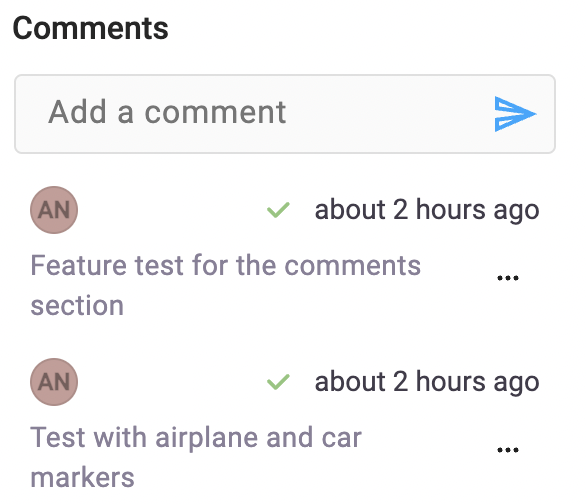 Comments
Add a comment
AN
about 2 hours ago
Feature test for the comments
section
...
AN
about 2 hours ago
Test with airplane and car
markers
...